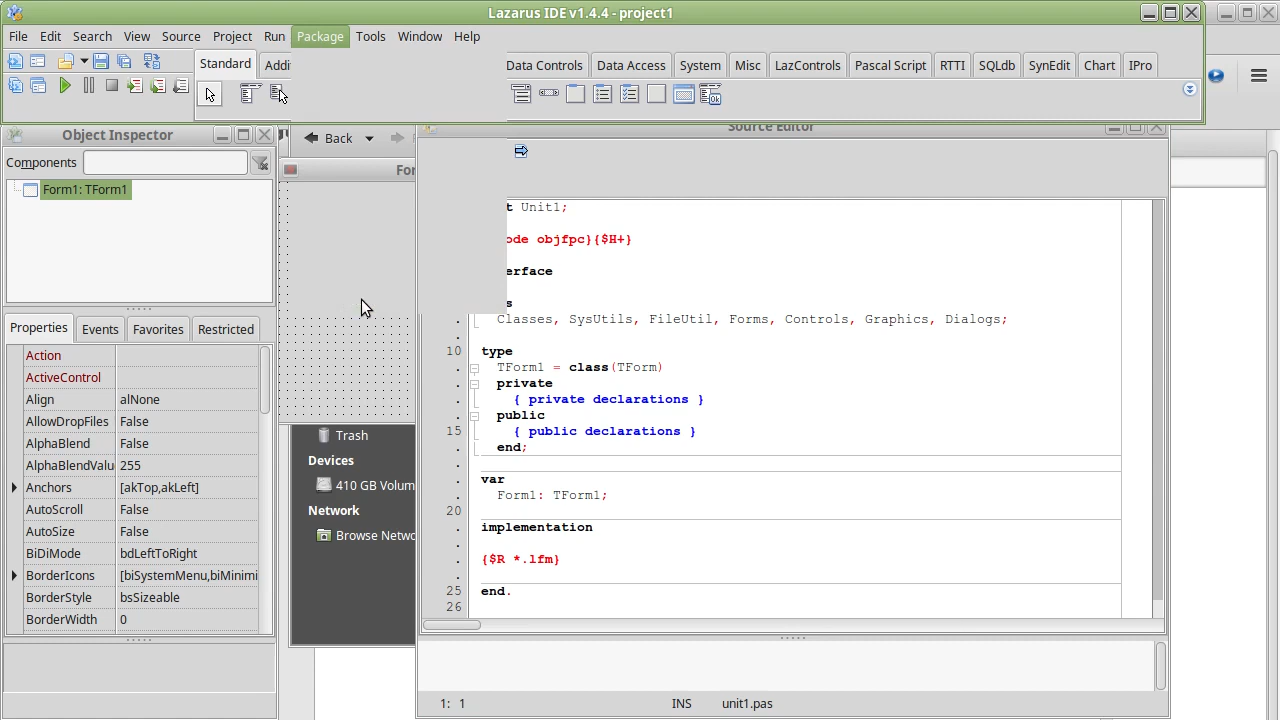 Lazarus IDE v1.4.4 - project1
File Edit Search View Source Project Run Package Tools Window Help
Standard Addi Data Controls Data Access System Misc LazControls Pascal Script RTTI SQLdb SynEdit Chart IPro
Object Inspector
Components
Form1: TForm1
Properties Events Favorites Restricted
Action
ActiveControl
Align alNone
AllowDropFiles False
AlphaBlend False
AlphaBlendValu 255
Anchors [akTop,akLeft]
AutoScroll False
AutoSize False
BiDiMode bdLeftToRight
BorderIcons [biSystemMenu,biMinimi
BorderStyle bsSizeable
BorderWidth 0
Back
For
Trash
Devices
410 GB Volum
Network
Browse Netwo
Source Editor
t Unit1;
ode objfpc}{$H+}
erface
s
. Classes, SysUtils, FileUtil, Forms, Controls, Graphics, Dialogs;
.
10 type
. TForm1 = class(TForm)
. private
. { private declarations }
. public
15 { public declarations }
. end;
.
. var
. Form1: TForm1;
20
. implementation
.
. {$R *.lfm}
.
25 end.
26
1: 1 INS unit1.pas